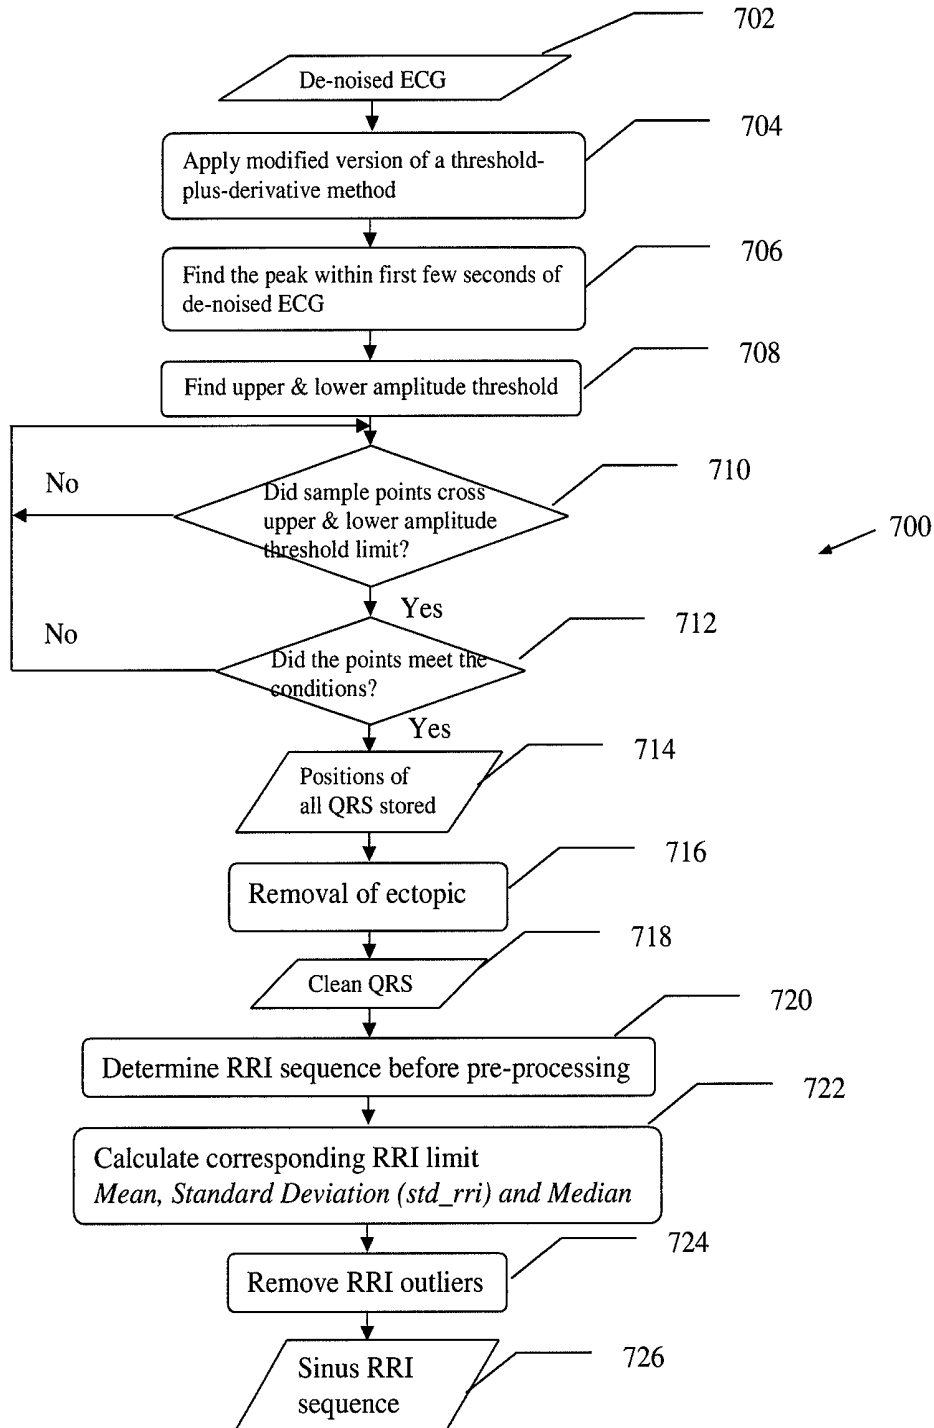 702
De-noised ECG
704
Apply modified version of a threshold-
plus-derivative method
706
Find the peak within first few seconds of
de-noised ECG
708
Find upper & lower amplitude threshold
710
No
Did sample points cross
upper & lower amplitude
threshold limit?
700
Yes
712
No
Did the points meet the
conditions?
Yes
714
Positions of
all QRS stored
716
Removal of ectopic
718
Clean QRS
720
Determine RRI sequence before pre-processing
722
Calculate corresponding RRI limit
Mean, Standard Deviation (std_rri) and Median
724
Remove RRI outliers
726
Sinus RRI
sequence